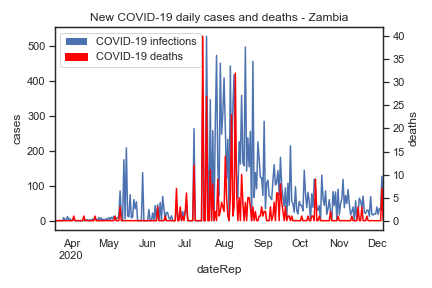 New COVID-19 daily cases and deaths - Zambia
COVID-19 infections
COVID-19 deaths
cases
500
400
300
200
100
0
deaths
40
35
30
25
20
15
10
5
0
Apr May Jun Jul Aug Sep Oct Nov Dec
2020
dateRep